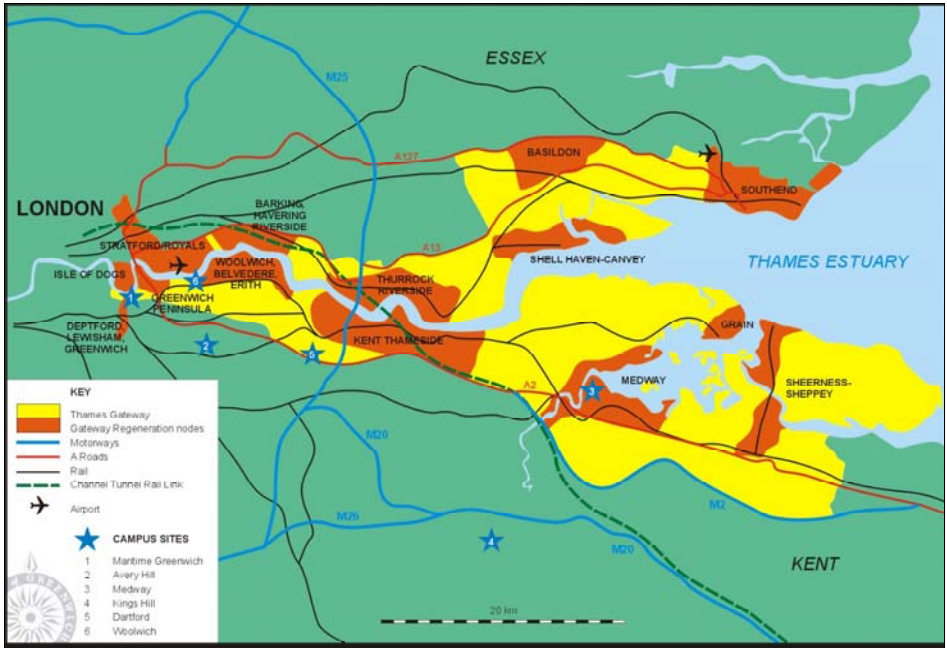 ESSEX
M25
A127
BASILDON
SOUTHEND
LONDON
BARKING,
HAVERING
RIVERSIDE
STRATFORD/ROYALS
A13
SHELL HAVEN-CANVEY
THAMES ESTUARY
ISLE OF DOGS
WOOLWICH,
BELVEDERE,
ERITH
THURROCK
RIVERSIDE
6
1
GREENWICH
PENINSULA
DEPTFORD,
LEWISHAM,
GREENWICH
2
5
KENT THAMESIDE
GRAIN
A2
3
MEDWAY
SHEERNESS-
SHEPPEY
KEY
Thames Gateway
Gateway Regeneration nodes
Motorways
A Roads
Rail
Channel Tunnel Rail Link
Airport
CAMPUS SITES
1 Maritime Greenwich
2 Avery Hill
3 Medway
4 Kings Hill
5 Dartford
6 Woolwich
M20
M25
4
M20
M2
KENT
20 km